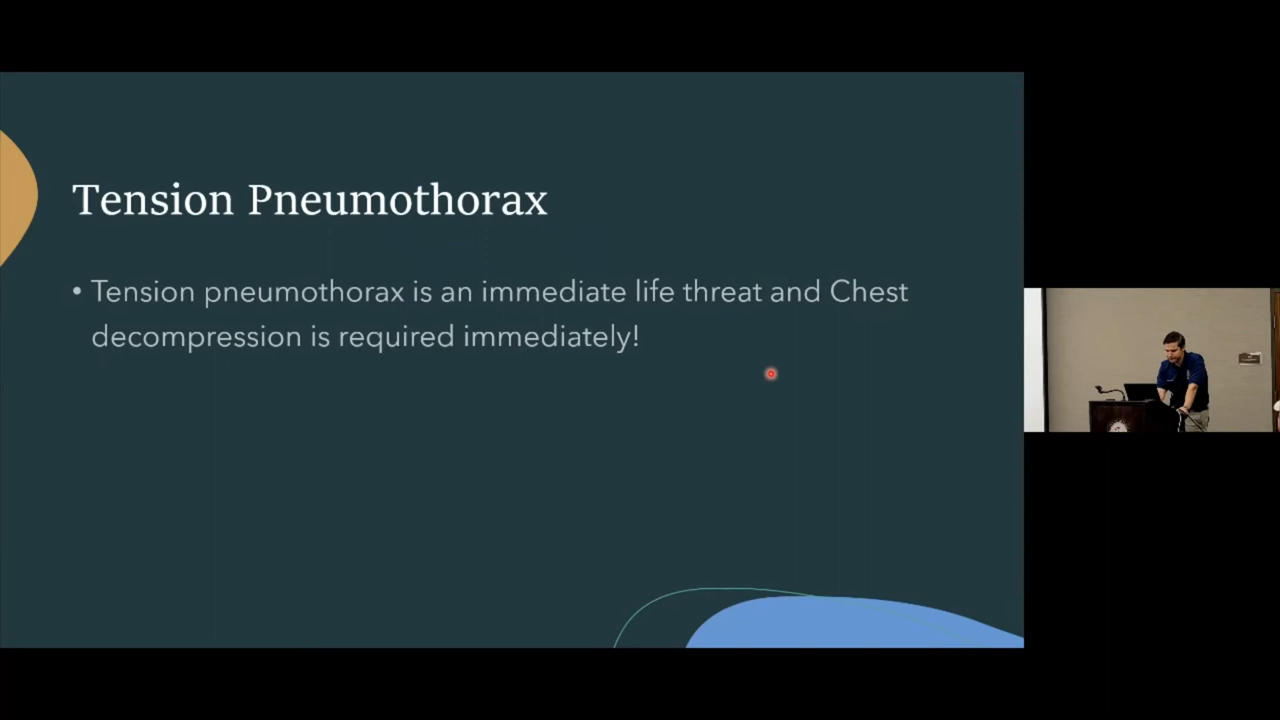 Tension Pneumothorax
• Tension pneumothorax is an immediate life threat and Chest
decompression is required immediately!